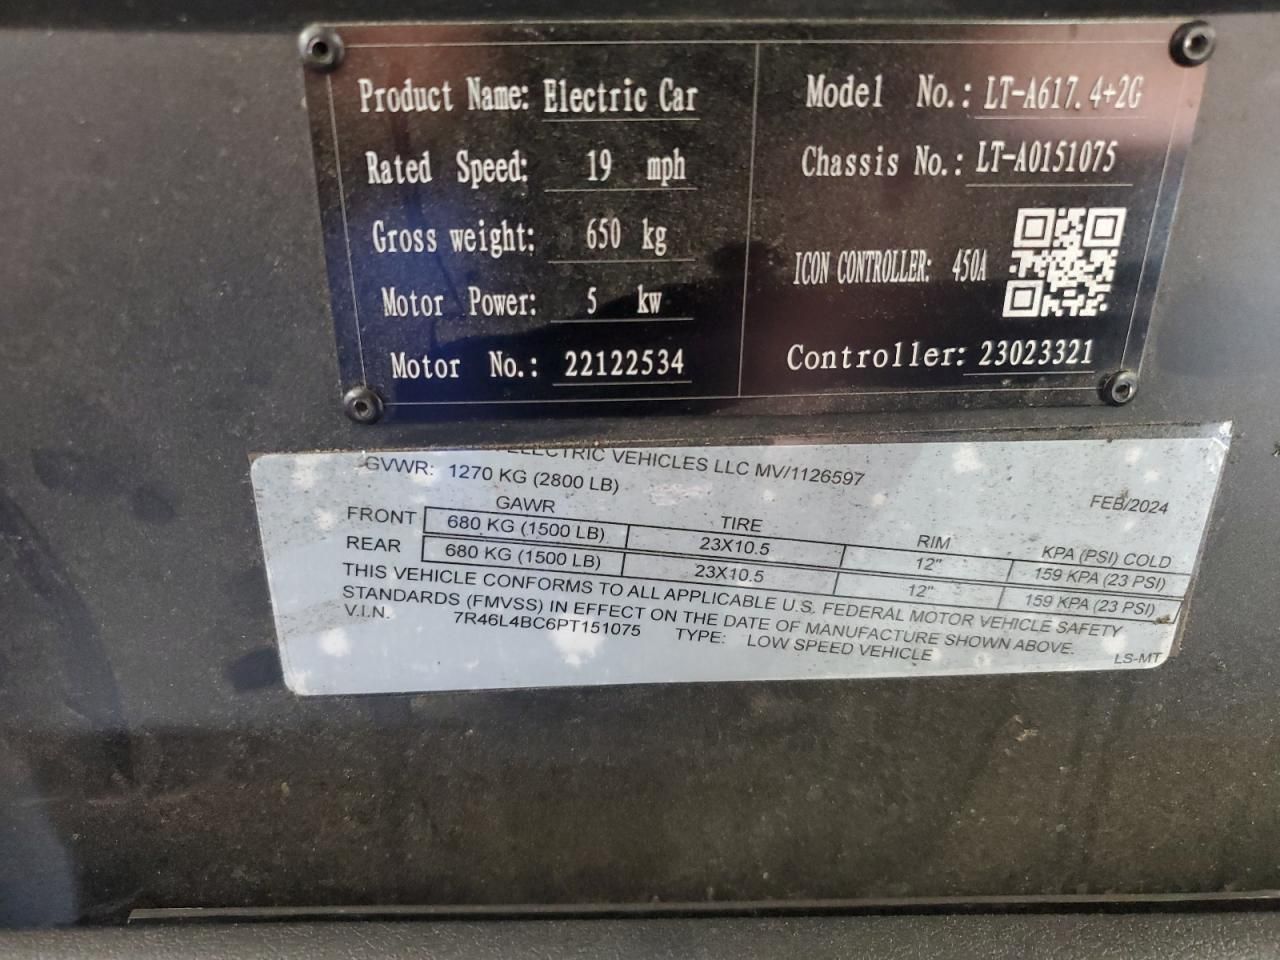 Product Name: Electric Car
Rated Speed: 19 mph
Gross weight: 650 kg
Motor Power: 5 kw
Motor No.: 22122534
Model No.: LT-A617.4+2G
Chassis No.: LT-A0151075
ICON CONTROLLER: 450A
Controller: 23023321
ELECTRIC VEHICLES LLC MV/1126597
GVWR: 1270 KG (2800 LB)
FEB/2024
GAWR TIRE RIM KPA (PSI) COLD
FRONT 680 KG (1500 LB) 23X10.5 12" 159 KPA (23 PSI)
REAR 680 KG (1500 LB) 23X10.5 12" 159 KPA (23 PSI)
THIS VEHICLE CONFORMS TO ALL APPLICABLE U.S. FEDERAL MOTOR VEHICLE SAFETY
STANDARDS (FMVSS) IN EFFECT ON THE DATE OF MANUFACTURE SHOWN ABOVE.
V.I.N. 7R46L4BC6PT151075 TYPE: LOW SPEED VEHICLE
LS-MT